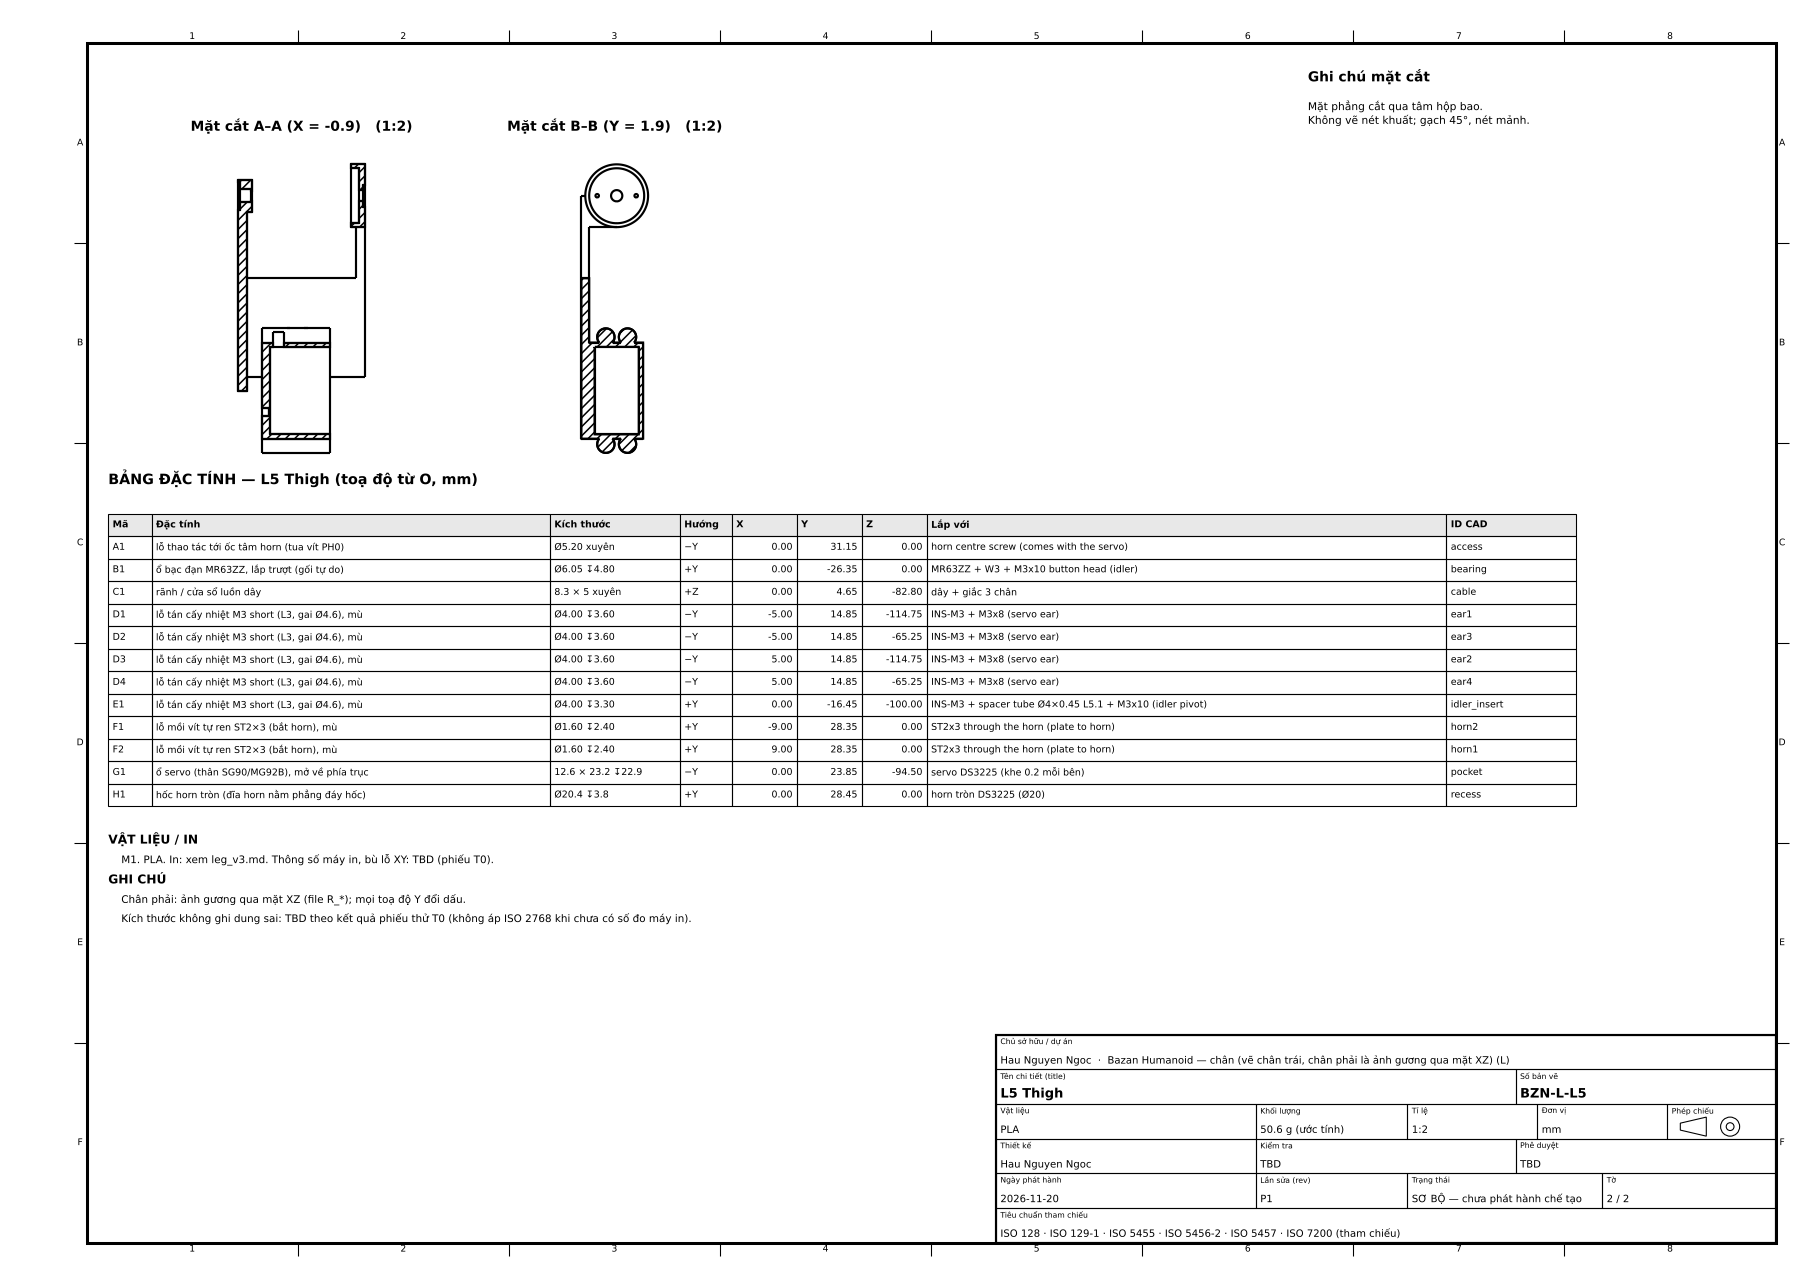 1 2 3 4 5 6 7 8
Ghi chú mặt cắt
Mặt phẳng cắt qua tâm hộp bao.
Không vẽ nét khuất; gạch 45°, nét mảnh.
Mặt cắt A–A (X = -0.9) (1:2)
Mặt cắt B–B (Y = 1.9) (1:2)
A A
B B
BẢNG ĐẶC TÍNH — L5 Thigh (toạ độ từ O, mm)
Mã Đặc tính Kích thước Hướng X Y Z Lắp với ID CAD
C C
A1 lỗ thao tác tới ốc tâm horn (tua vít PH0) Ø5.20 xuyên −Y 0.00 31.15 0.00 horn centre screw (comes with the servo) access
B1 ổ bạc đạn MR63ZZ, lắp trượt (gối tự do) Ø6.05 ↧4.80 +Y 0.00 -26.35 0.00 MR63ZZ + W3 + M3x10 button head (idler) bearing
C1 rãnh / cửa sổ luồn dây 8.3 × 5 xuyên +Z 0.00 4.65 -82.80 dây + giắc 3 chân cable
D1 lỗ tán cấy nhiệt M3 short (L3, gai Ø4.6), mù Ø4.00 ↧3.60 −Y -5.00 14.85 -114.75 INS-M3 + M3x8 (servo ear) ear1
D2 lỗ tán cấy nhiệt M3 short (L3, gai Ø4.6), mù Ø4.00 ↧3.60 −Y -5.00 14.85 -65.25 INS-M3 + M3x8 (servo ear) ear3
D3 lỗ tán cấy nhiệt M3 short (L3, gai Ø4.6), mù Ø4.00 ↧3.60 −Y 5.00 14.85 -114.75 INS-M3 + M3x8 (servo ear) ear2
D4 lỗ tán cấy nhiệt M3 short (L3, gai Ø4.6), mù Ø4.00 ↧3.60 −Y 5.00 14.85 -65.25 INS-M3 + M3x8 (servo ear) ear4
E1 lỗ tán cấy nhiệt M3 short (L3, gai Ø4.6), mù Ø4.00 ↧3.30 +Y 0.00 -16.45 -100.00 INS-M3 + spacer tube Ø4×0.45 L5.1 + M3x10 (idler pivot) idler_insert
F1 lỗ mồi vít tự ren ST2×3 (bắt horn), mù Ø1.60 ↧2.40 +Y -9.00 28.35 0.00 ST2x3 through the horn (plate to horn) horn2
D D
F2 lỗ mồi vít tự ren ST2×3 (bắt horn), mù Ø1.60 ↧2.40 +Y 9.00 28.35 0.00 ST2x3 through the horn (plate to horn) horn1
G1 ổ servo (thân SG90/MG92B), mở về phía trục 12.6 × 23.2 ↧22.9 −Y 0.00 23.85 -94.50 servo DS3225 (khe 0.2 mỗi bên) pocket
H1 hốc horn tròn (đĩa horn nằm phẳng đáy hốc) Ø20.4 ↧3.8 +Y 0.00 28.45 0.00 horn tròn DS3225 (Ø20) recess
VẬT LIỆU / IN
M1. PLA. In: xem leg_v3.md. Thông số máy in, bù lỗ XY: TBD (phiếu T0).
GHI CHÚ
Chân phải: ảnh gương qua mặt XZ (file R_*); mọi toạ độ Y đổi dấu.
Kích thước không ghi dung sai: TBD theo kết quả phiếu thử T0 (không áp ISO 2768 khi chưa có số đo máy in).
E E
Chủ sở hữu / dự án
Hau Nguyen Ngoc · Bazan Humanoid — chân (vẽ chân trái, chân phải là ảnh gương qua mặt XZ) (L)
Tên chi tiết (title) Số bản vẽ
L5 Thigh BZN-L-L5
Vật liệu Khối lượng Tỉ lệ Đơn vị Phép chiếu
PLA 50.6 g (ước tính) 1:2 mm
F F
Thiết kế Kiểm tra Phê duyệt
Hau Nguyen Ngoc TBD TBD
Ngày phát hành Lần sửa (rev) Trạng thái Tờ
2026-11-20 P1 SƠ BỘ — chưa phát hành chế tạo 2 / 2
Tiêu chuẩn tham chiếu
ISO 128 · ISO 129-1 · ISO 5455 · ISO 5456-2 · ISO 5457 · ISO 7200 (tham chiếu)
1 2 3 4 5 6 7 8